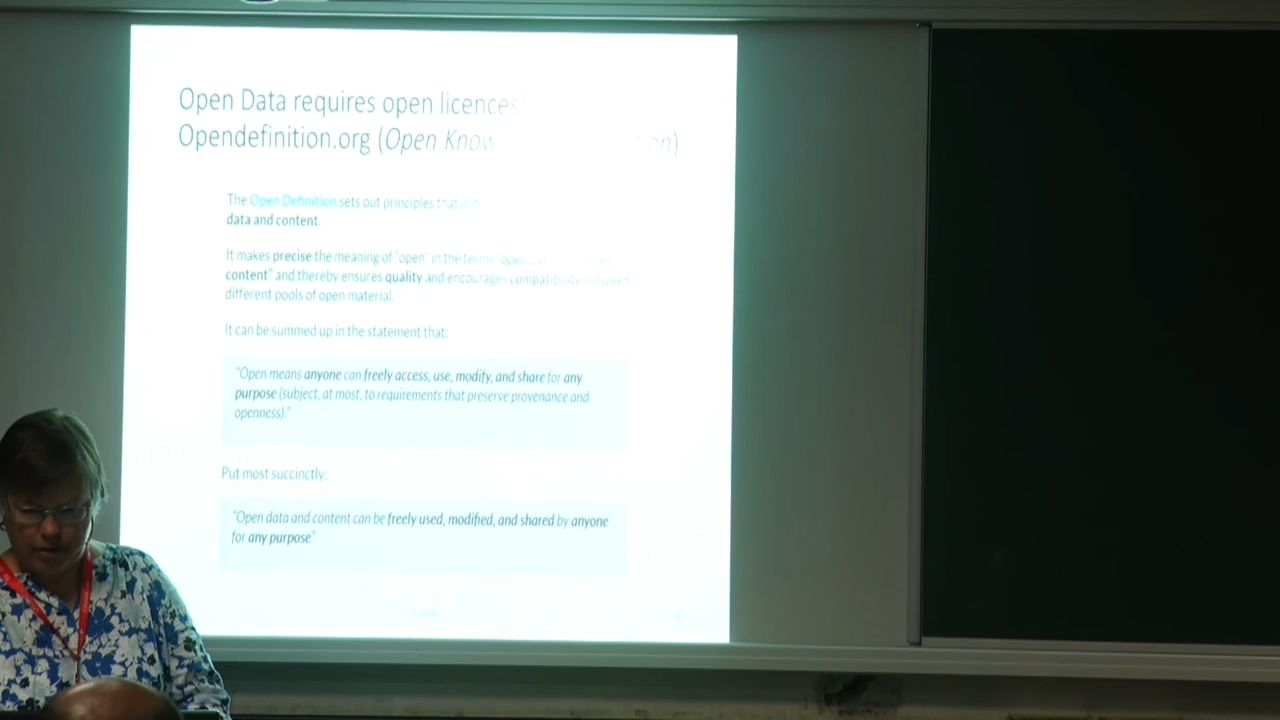 Open Data requires open licences
Opendefinition.org (Open Know on)
The Open Definition sets out principles that
data and content.
It makes precise the meaning of "open" in the terms "open
content" and thereby ensures quality and encourages compatibility between
different pools of open material.
It can be summed up in the statement that:
"Open means anyone can freely access, use, modify, and share for any
purpose (subject, at most, to requirements that preserve provenance and
openness)."
Put most succinctly:
"Open data and content can be freely used, modified, and shared by anyone
for any purpose"